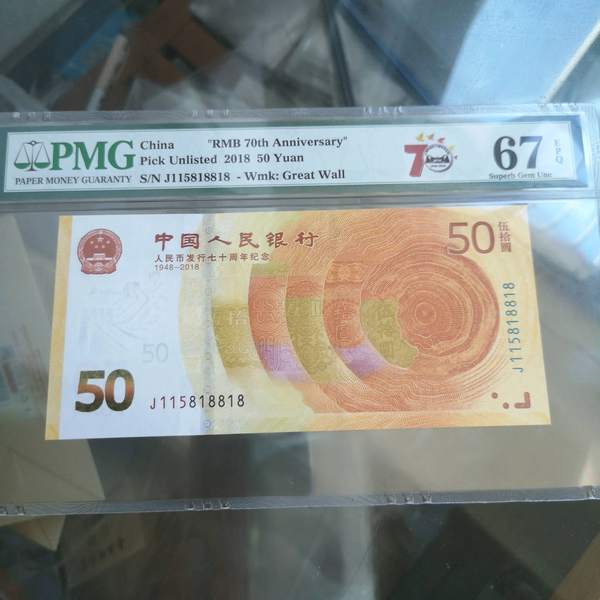 PMG
PAPER MONEY GUARANTY
China "RMB 70th Anniversary"
Pick Unlisted 2018 50 Yuan
S/N J115818818 - Wmk: Great Wall
70
67 EPQ
Superb Gem Unc
中国人民银行
人民币发行七十周年纪念
1948-2018
50
伍拾圆
50
50
J115818818
J115818818